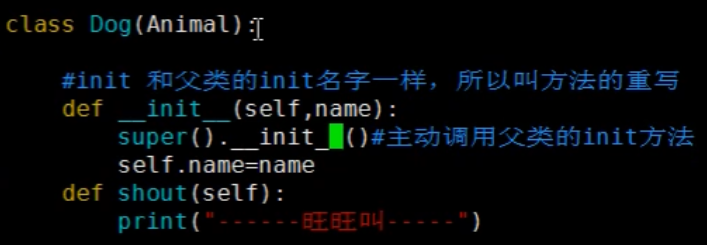 class Dog(Animal):
#init 和父类的init名字一样，所以叫方法的重写
def __init__(self,name):
super().__init__()#主动调用父类的init方法
self.name=name
def shout(self):
print("------旺旺叫-----")